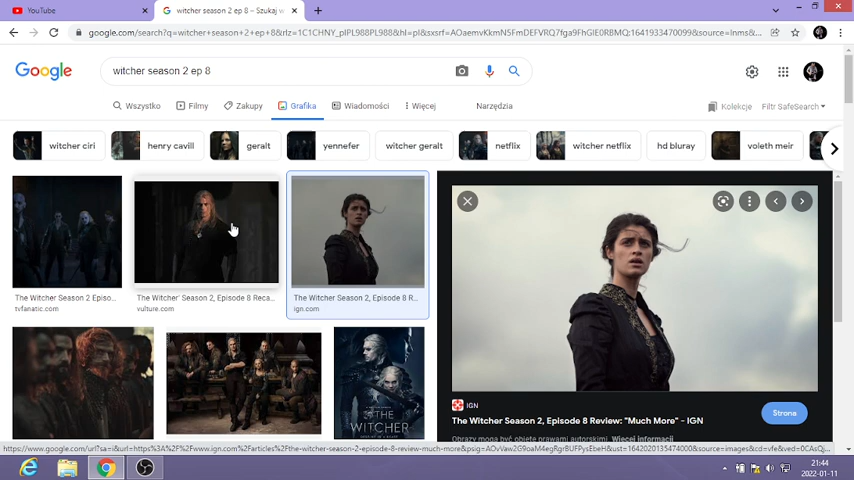 YouTube
witcher season 2 ep 8 – Szukaj w
google.com/search?q=witcher+season+2+ep+8&rlz=1C1CHNY_plPL988PL988&hl=pl&sxsrf=
Google
witcher season 2 ep 8
Wszystko Filmy Zakupy Grafika Wiadomości Więcej Narzędzia
Kolekcje Filtr SafeSearch
witcher ciri henry cavill geralt yennefer witcher geralt netflix witcher netflix hd bluray voleth meir
The Witcher Season 2 Episo...
tvfanatic.com
The Witcher' Season 2, Episode 8 Reca...
vulture.com
The Witcher Season 2, Episode 8 R...
ign.com
THE
WITCHER
IGN
The Witcher Season 2, Episode 8 Review: "Much More" - IGN
Strona
Obrazy mogą być objęte prawami autorskimi. Więcej informacji
21:44
2022-01-11